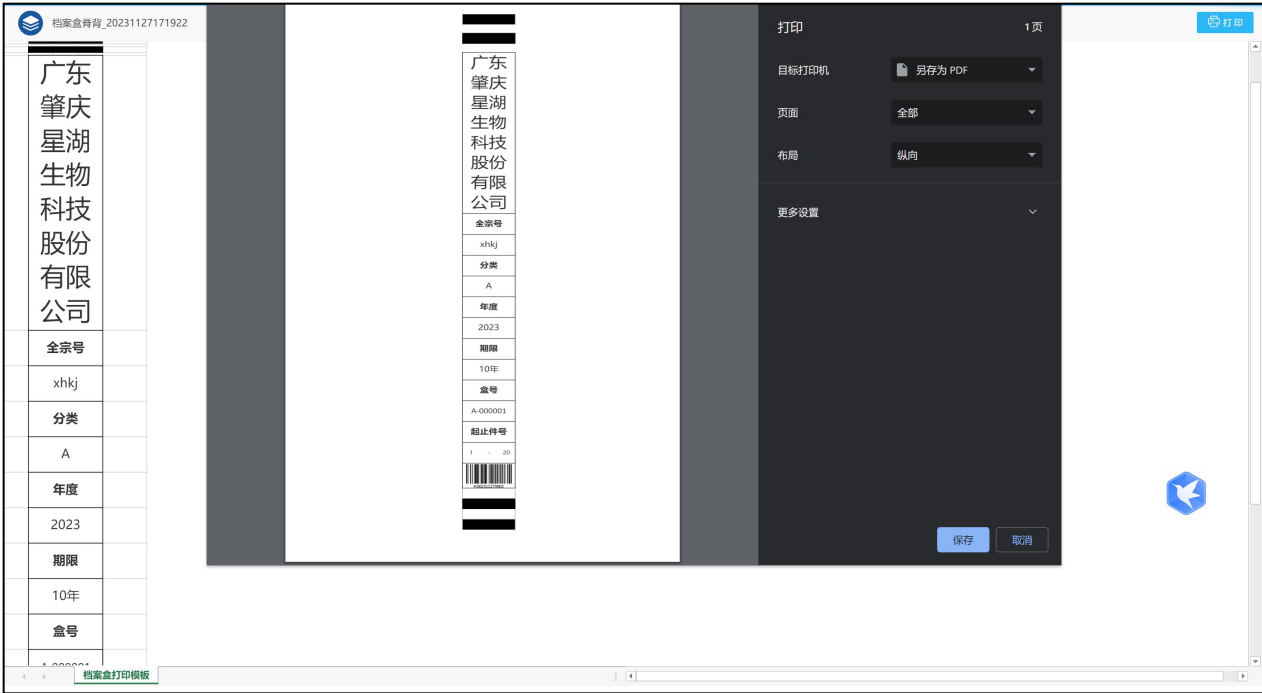 档案盒脊背_20231127171922
打印
广东
肇庆
星湖
生物
科技
股份
有限
公司
全宗号
xhkj
分类
A
年度
2023
期限
10年
盒号
档案盒打印模板
广东
肇庆
星湖
生物
科技
股份
有限
公司
全宗号
xhkj
分类
A
年度
2023
期限
10年
盒号
A-000001
起止件号
1 - 20
打印 1页
目标打印机 另存为 PDF
页面 全部
布局 纵向
更多设置
保存 取消